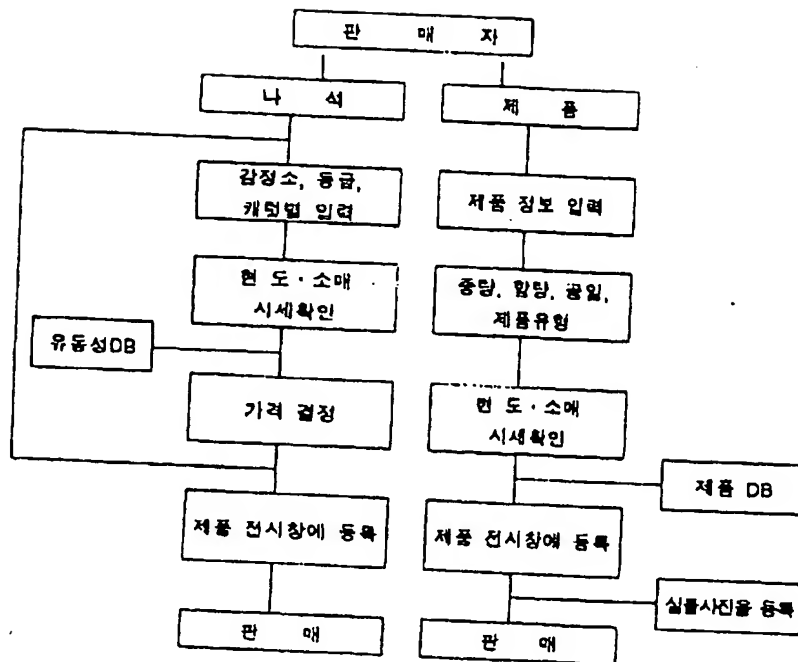 판 매 자
나 석
제 품
감정소, 등급,
캐럿별 입력
제품 정보 입력
현 도·소매
시세확인
중량, 함량, 공임,
제품유형
유동성DB
가격 결정
현 도·소매
시세확인
제품 DB
제품 전시창에 등록
제품 전시창에 등록
실물사진을 등록
판 매
판 매